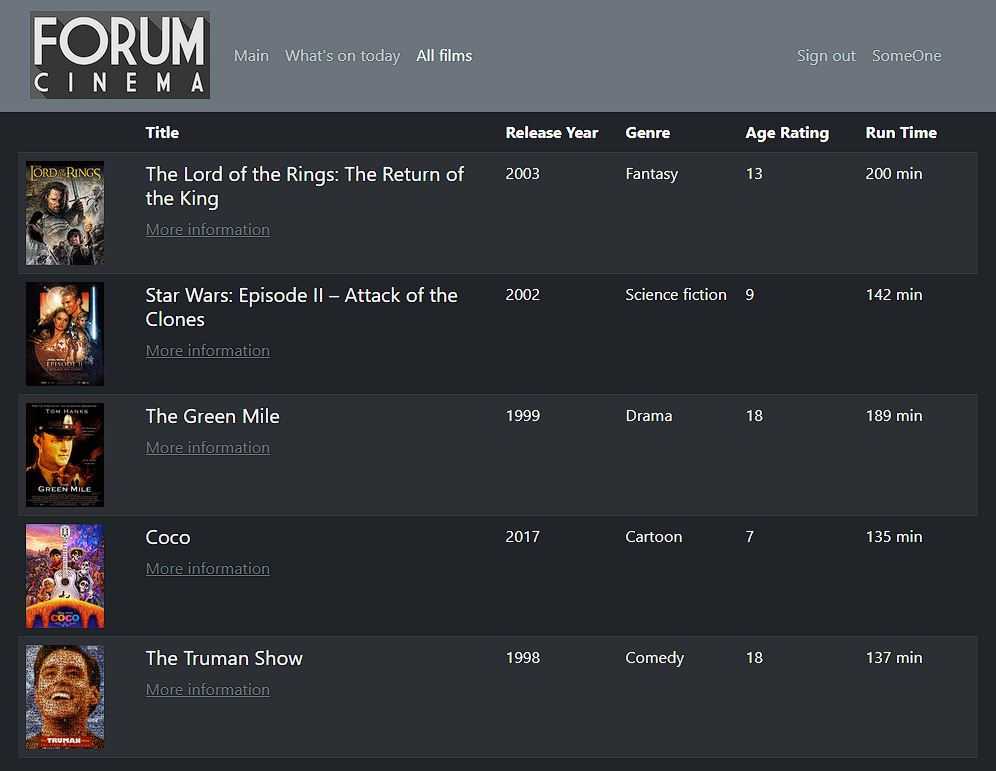 FORUM
CINEMA
Main What's on today All films Sign out SomeOne
Title Release Year Genre Age Rating Run Time
LORD OF THE RINGS
The Lord of the Rings: The Return of 2003 Fantasy 13 200 min
the King
More information
Star Wars: Episode II – Attack of the 2002 Science fiction 9 142 min
Clones
More information
EPISODE II
TOM HANKS
The Green Mile 1999 Drama 18 189 min
More information
GREEN MILE
Coco 2017 Cartoon 7 135 min
More information
COCO
The Truman Show 1998 Comedy 18 137 min
More information
TRUMAN